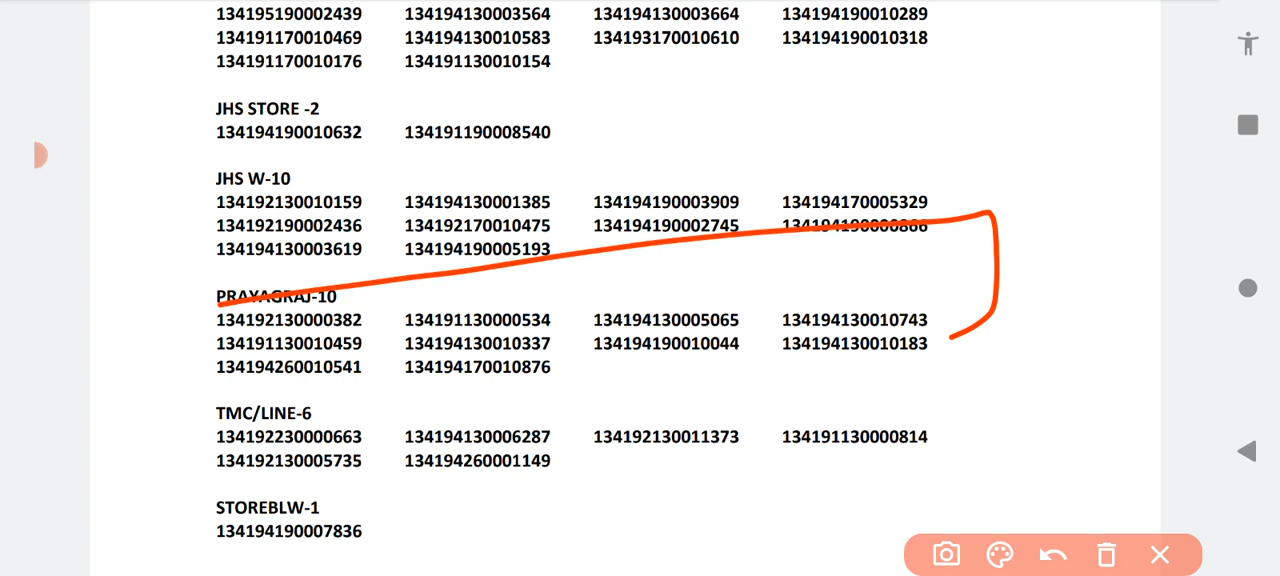 134195190002439 134194130003564 134194130003664 134194190010289
134191170010469 134194130010583 134193170010610 134194190010318
134191170010176 134191130010154
JHS STORE -2
134194190010632 134191190008540
JHS W-10
134192130010159 134194130001385 134194190003909 134194170005329
134192190002436 134192170010475 134194190002745 134194190000866
134194130003619 134194190005193
PRAYAGRAJ-10
134192130000382 134191130000534 134194130005065 134194130010743
134191130010459 134194130010337 134194190010044 134194130010183
134194260010541 134194170010876
TMC/LINE-6
134192230000663 134194130006287 134192130011373 134191130000814
134192130005735 134194260001149
STOREBLW-1
134194190007836